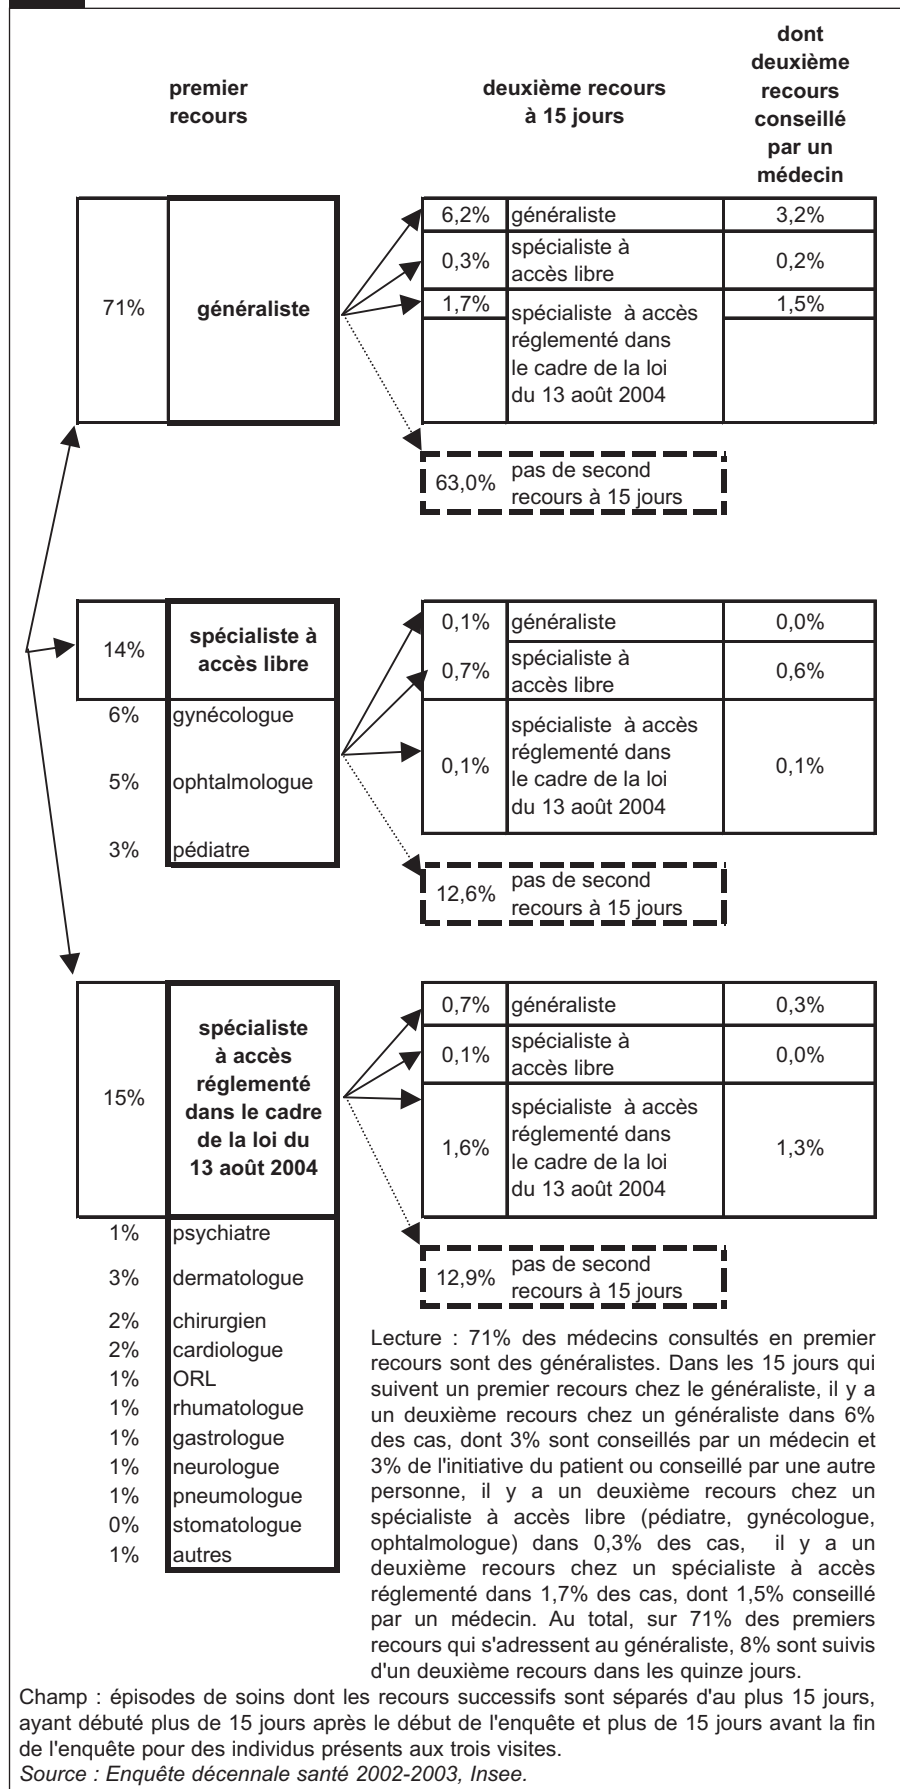 premier
recours
deuxième recours
à 15 jours
dont
deuxième
recours
conseillé
par un
médecin
71%
généraliste
6,2%
généraliste
3,2%
0,3%
spécialiste à
accès libre
0,2%
1,7%
spécialiste à accès
réglementé dans
le cadre de la loi
du 13 août 2004
1,5%
63,0%
pas de second
recours à 15 jours
14%
spécialiste à
accès libre
6%
gynécologue
5%
ophtalmologue
3%
pédiatre
0,1%
généraliste
0,0%
0,7%
spécialiste à
accès libre
0,6%
0,1%
spécialiste à accès
réglementé dans
le cadre de la loi
du 13 août 2004
0,1%
12,6%
pas de second
recours à 15 jours
15%
spécialiste
à accès
réglementé
dans le cadre
de la loi du
13 août 2004
1%
psychiatre
3%
dermatologue
2%
chirurgien
2%
cardiologue
1%
ORL
1%
rhumatologue
1%
gastrologue
1%
neurologue
1%
pneumologue
0%
stomatologue
1%
autres
0,7%
généraliste
0,3%
0,1%
spécialiste à
accès libre
0,0%
1,6%
spécialiste à accès
réglementé dans
le cadre de la loi
du 13 août 2004
1,3%
12,9%
pas de second
recours à 15 jours
Lecture : 71% des médecins consultés en premier
recours sont des généralistes. Dans les 15 jours qui
suivent un premier recours chez le généraliste, il y a
un deuxième recours chez un généraliste dans 6%
des cas, dont 3% sont conseillés par un médecin et
3% de l'initiative du patient ou conseillé par une autre
personne, il y a un deuxième recours chez un
spécialiste à accès libre (pédiatre, gynécologue,
ophtalmologue) dans 0,3% des cas, il y a un
deuxième recours chez un spécialiste à accès
réglementé dans 1,7% des cas, dont 1,5% conseillé
par un médecin. Au total, sur 71% des premiers
recours qui s'adressent au généraliste, 8% sont suivis
d'un deuxième recours dans les quinze jours.
Champ : épisodes de soins dont les recours successifs sont séparés d'au plus 15 jours,
ayant débuté plus de 15 jours après le début de l'enquête et plus de 15 jours avant la fin
de l'enquête pour des individus présents aux trois visites.
Source : Enquête décennale santé 2002-2003, Insee.